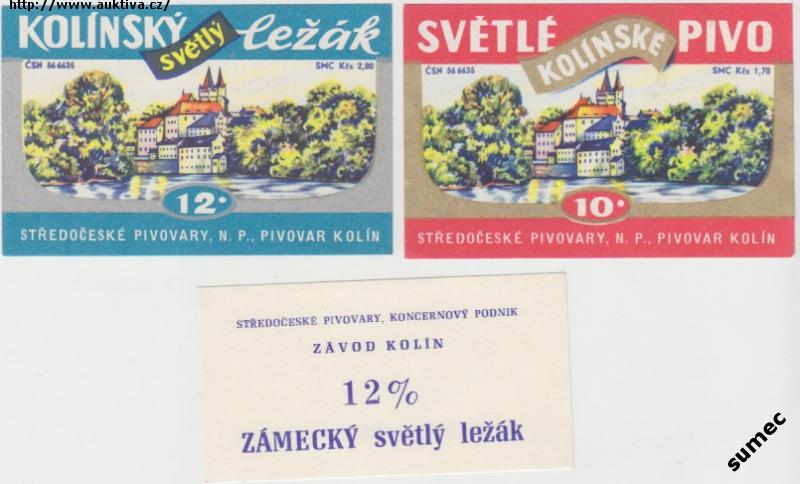 http://www.auktiva.cz/
KOLÍNSKÝ světlý ležák
ČSN 56 6635 SMC Kčs 2,80
12°
STŘEDOČESKÉ PIVOVARY, N. P., PIVOVAR KOLÍN
SVĚTLÉ KOLÍNSKÉ PIVO
ČSN 56 6635 SMC Kčs 1,70
10°
STŘEDOČESKÉ PIVOVARY, N. P., PIVOVAR KOLÍN
STŘEDOČESKÉ PIVOVARY, KONCERNOVÝ PODNIK
ZÁVOD KOLÍN
12%
ZÁMECKÝ světlý ležák
sumec